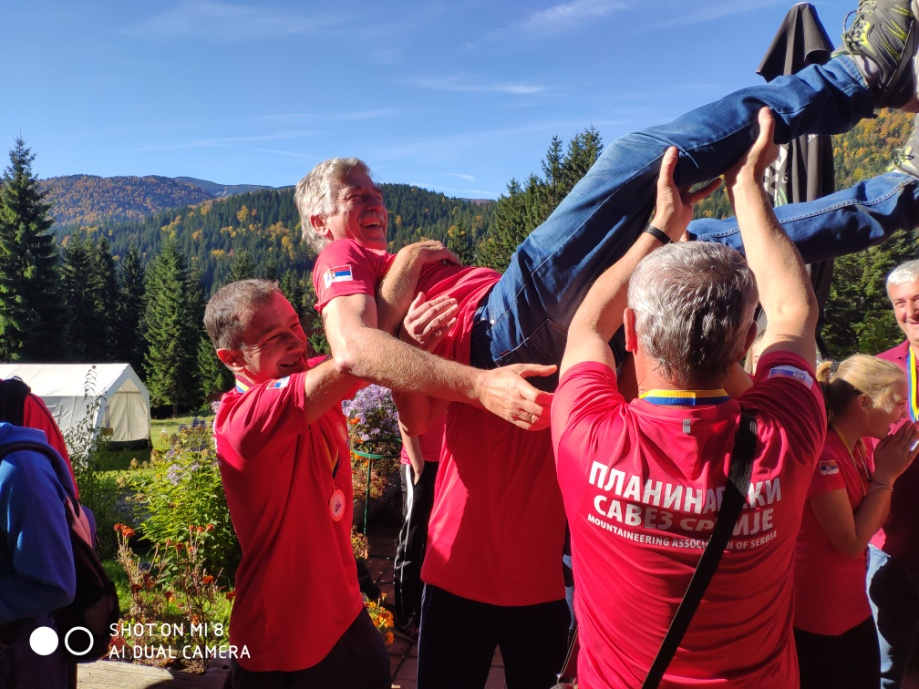 ПЛАНИНАРСКИ
САВЕЗ СРБИЈЕ
MOUNTAINEERING ASSOCIATION OF SERBIA
SHOT ON MI 8
AI DUAL CAMERA